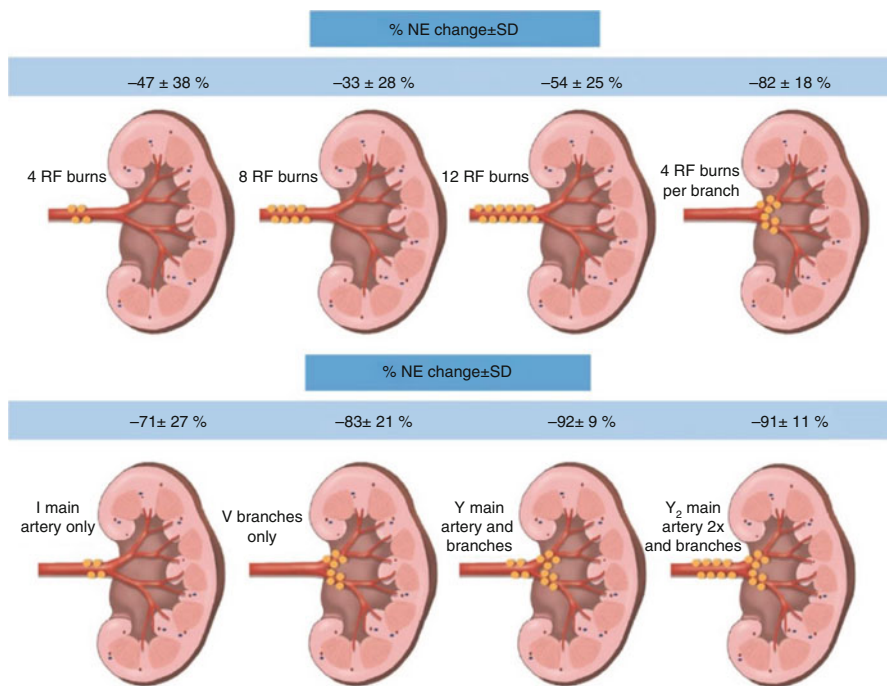 % NE change±SD
–47 ± 38 %
–33 ± 28 %
–54 ± 25 %
–82 ± 18 %
4 RF burns
8 RF burns
12 RF burns
4 RF burns
per branch
% NE change±SD
–71± 27 %
–83± 21 %
–92± 9 %
–91± 11 %
I main
artery only
V branches
only
Y main
artery and
branches
Y₂ main
artery 2x
and branches